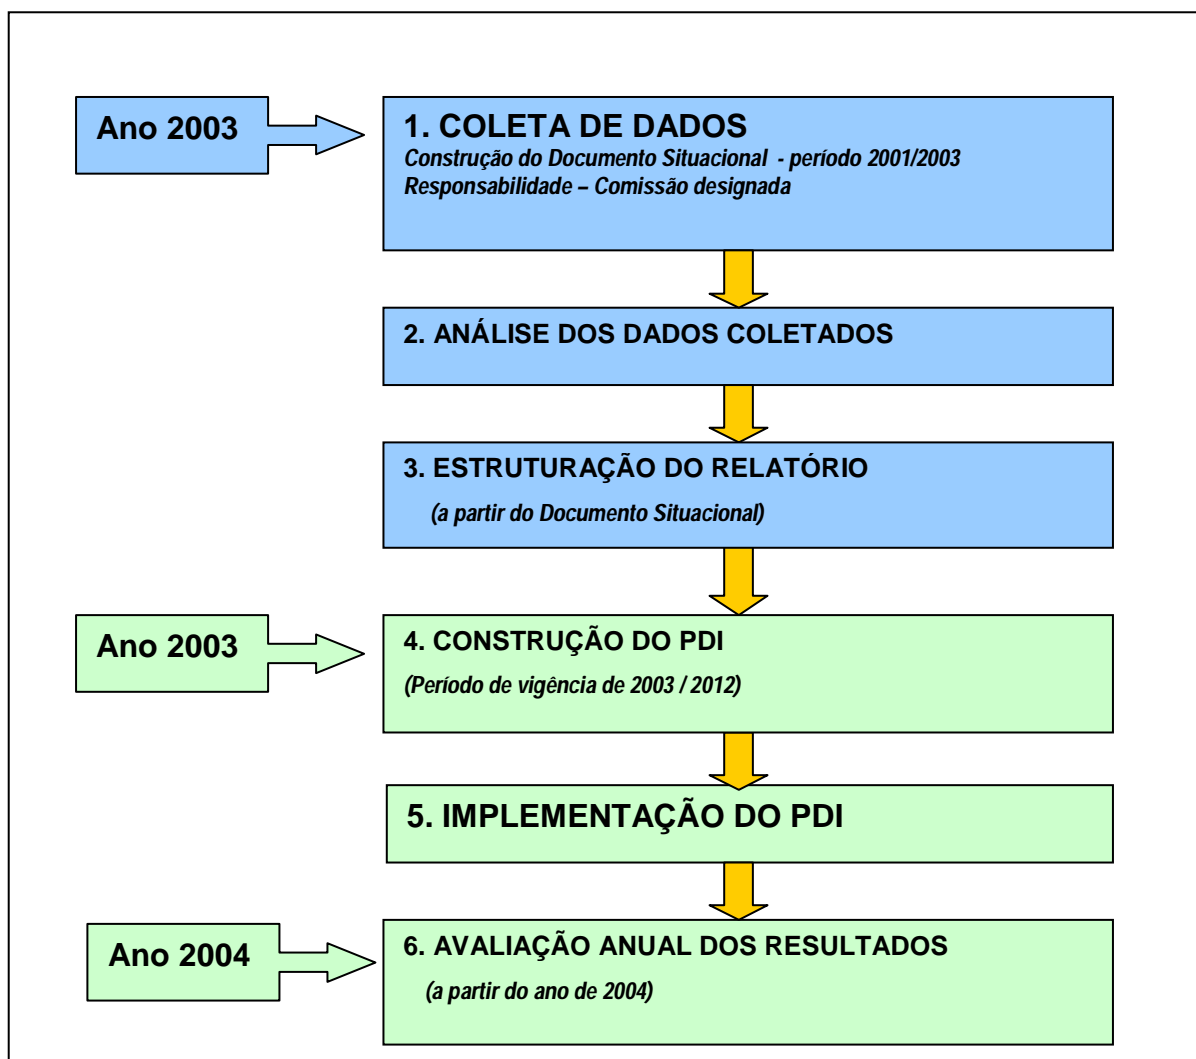 Ano 2003
1. COLETA DE DADOS
Construção do Documento Situacional - período 2001/2003
Responsabilidade – Comissão designada
2. ANÁLISE DOS DADOS COLETADOS
3. ESTRUTURAÇÃO DO RELATÓRIO
(a partir do Documento Situacional)
Ano 2003
4. CONSTRUÇÃO DO PDI
(Período de vigência de 2003 / 2012)
5. IMPLEMENTAÇÃO DO PDI
Ano 2004
6. AVALIAÇÃO ANUAL DOS RESULTADOS
(a partir do ano de 2004)